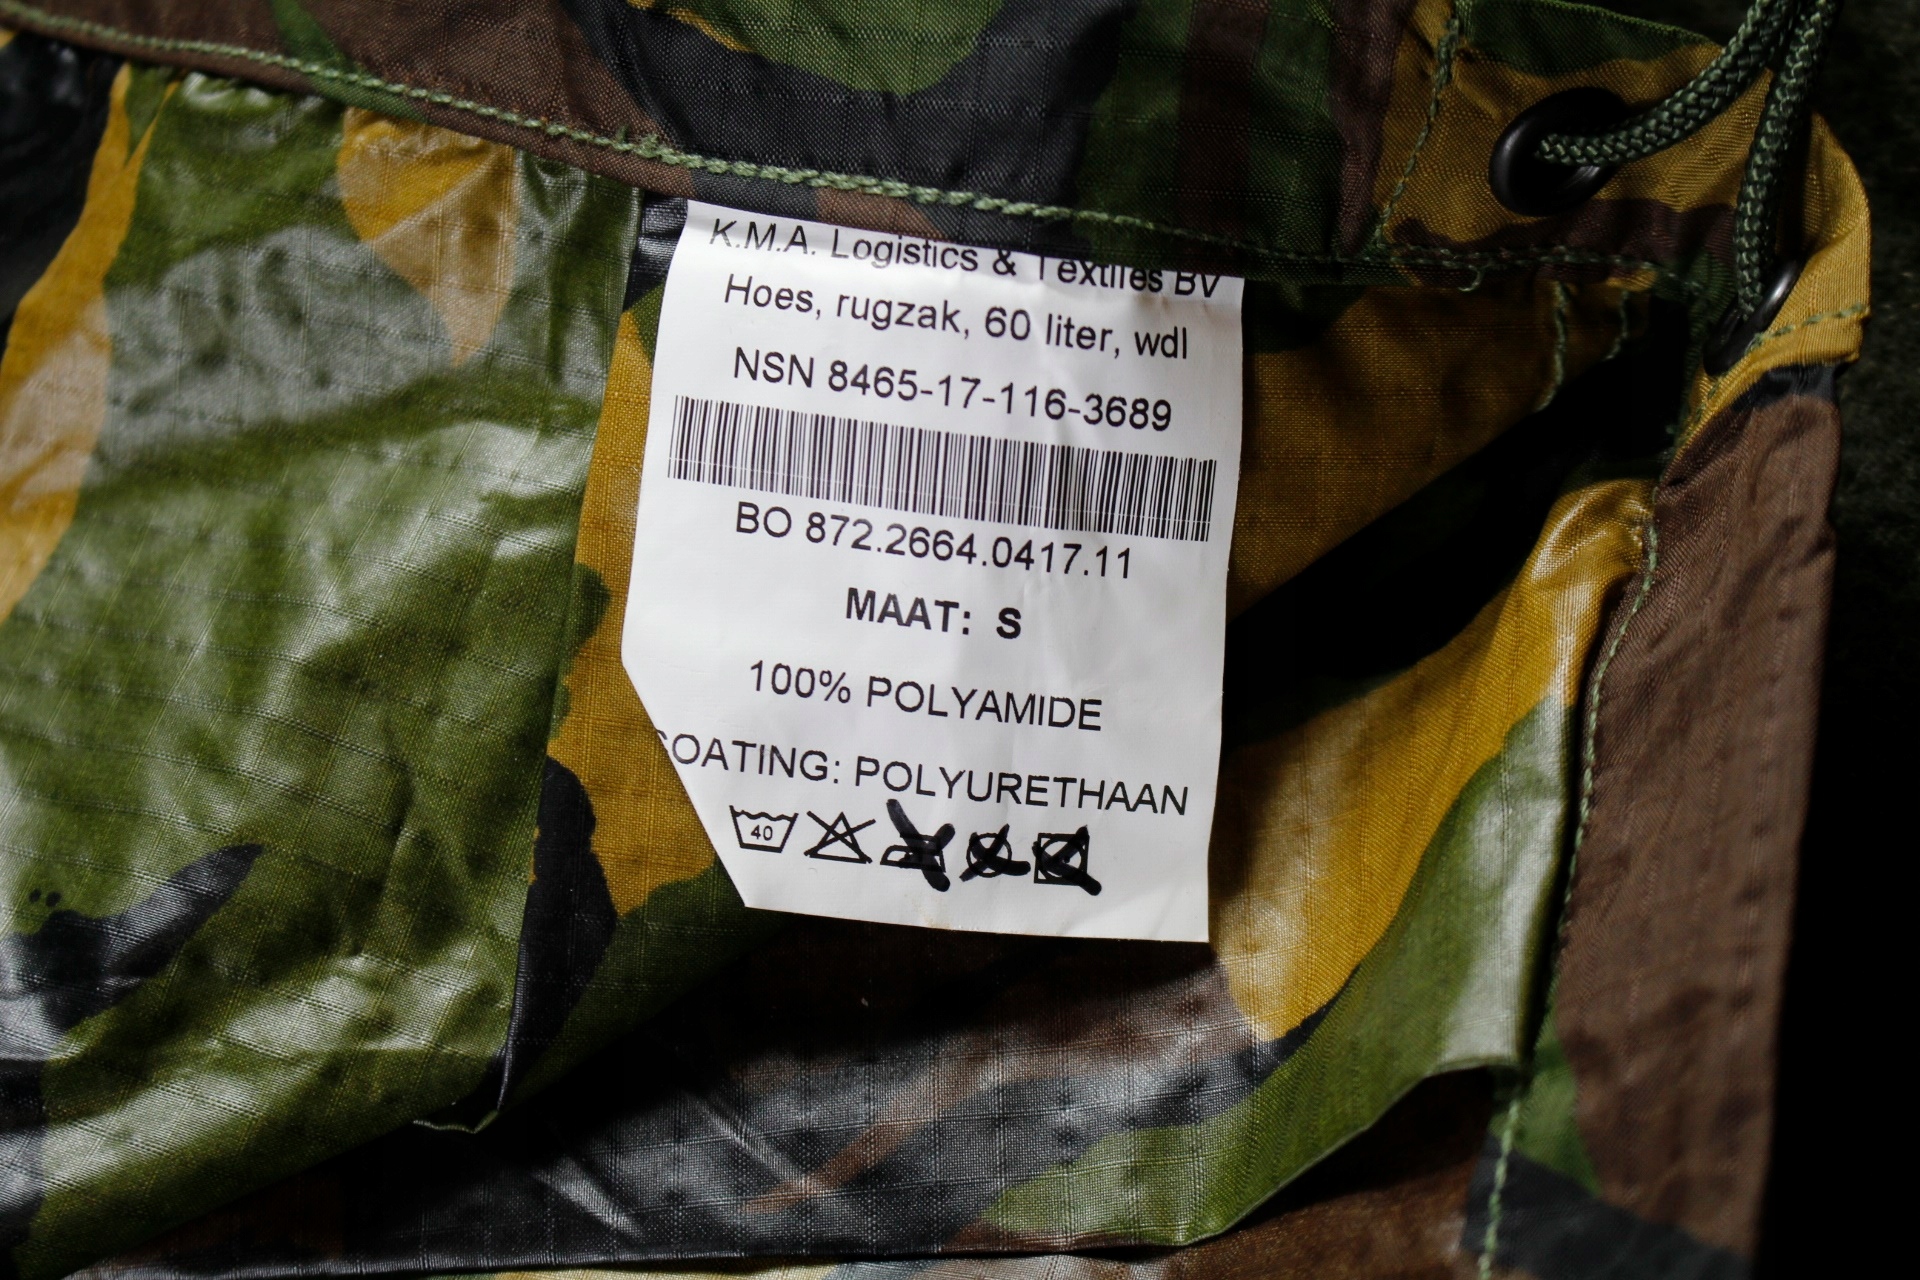 K.M.A. Logistics & Textiles BV
Hoes, rugzak, 60 liter, wdl
NSN 8465-17-116-3689
BO 872.2664.0417.11
MAAT: S
100% POLYAMIDE
COATING: POLYURETHAAN
40